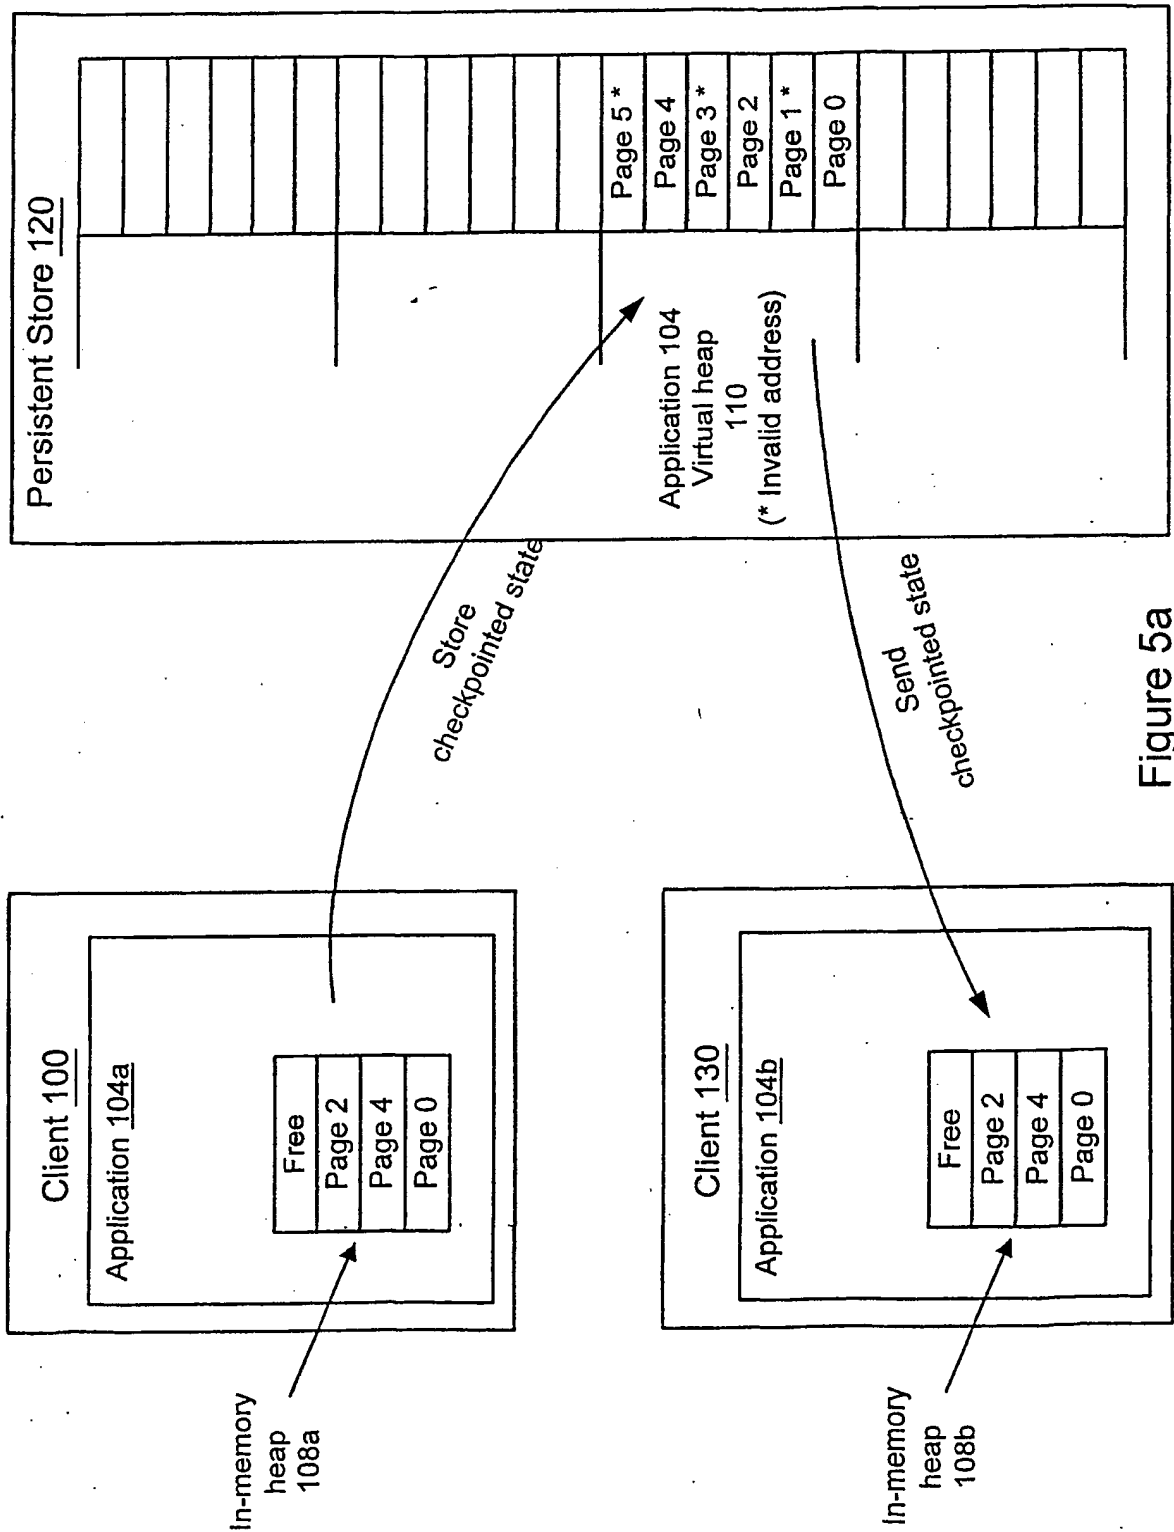 Client 100
Application 104a
Free
Page 2
Page 4
Page 0
In-memory
heap
108a
Store
checkpointed state
Persistent Store 120
Page 5 *
Page 4
Page 3 *
Page 2
Page 1 *
Page 0
Application 104
Virtual heap
110
(* Invalid address)
Send
checkpointed state
Client 130
Application 104b
Free
Page 2
Page 4
Page 0
In-memory
heap
108b
Figure 5a